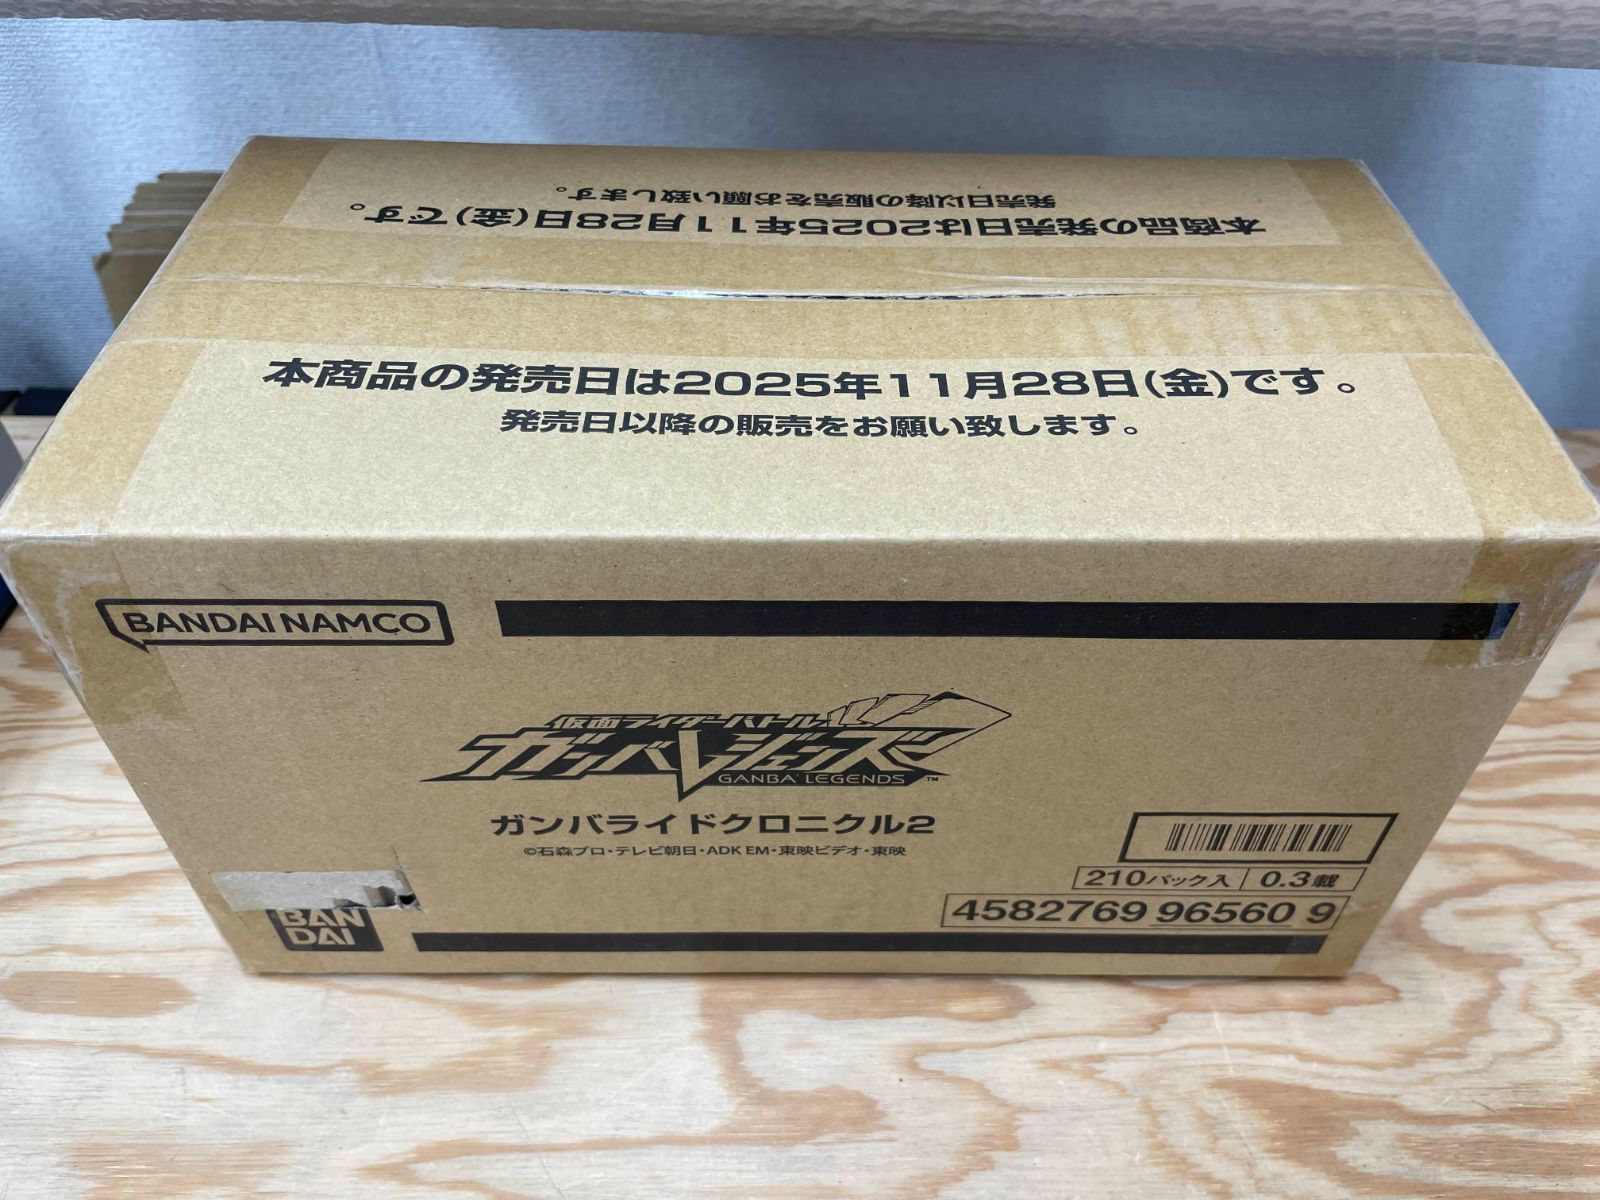 発売日以降の販売をお願い致します。
本商品の発売日は2025年11月28日(金)です。
本商品の発売日は2025年11月28日(金)です。
発売日以降の販売をお願い致します。
BANDAI NAMCO
仮面ライダーバトル
ガンバレジェンズ
GANBA LEGENDS™
ガンバライドクロニクル2
©石森プロ・テレビ朝日・ADK EM・東映ビデオ・東映
210パック入 0.3載
4582769 96560 9
BAN
DAI